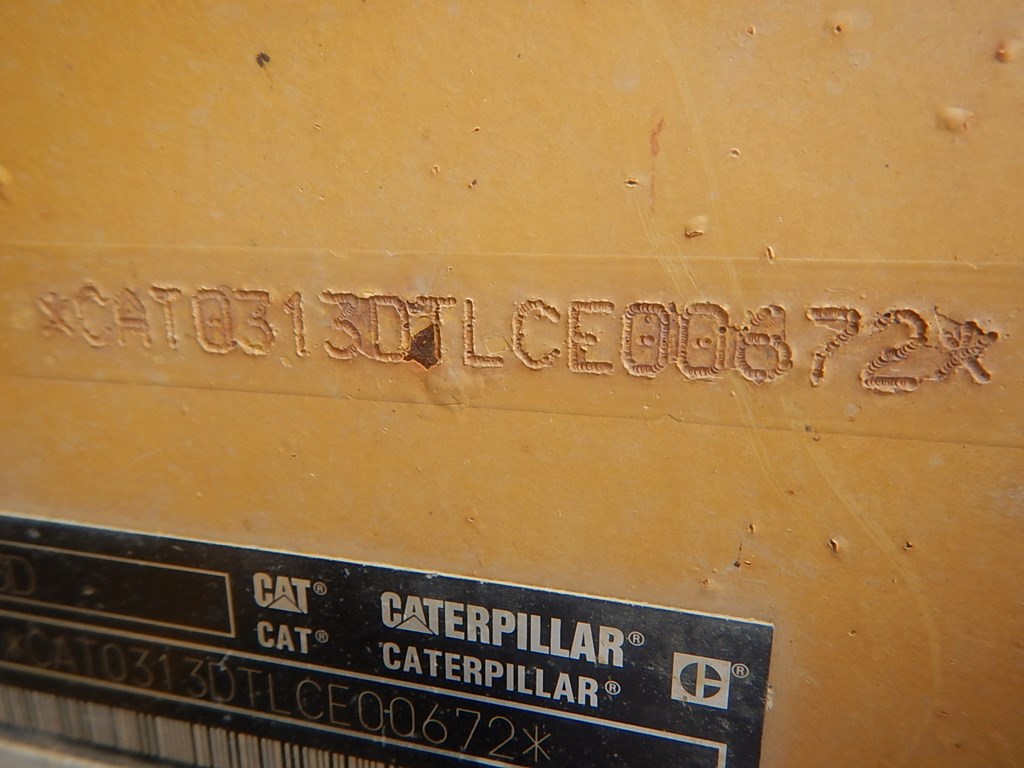 *CAT0313DTLCE00672*
3D
CAT®
CAT®
CATERPILLAR®
CATERPILLAR®
*CAT0313DTLCE00672*